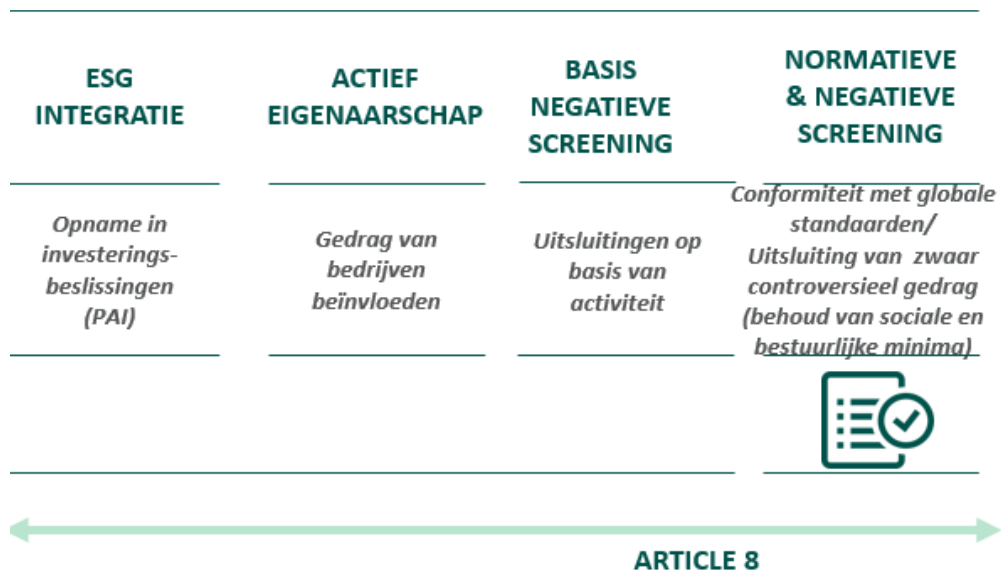 ESG
INTEGRATIE
ACTIEF
EIGENAARSCHAP
BASIS
NEGATIEVE
SCREENING
NORMATIEVE
& NEGATIEVE
SCREENING
Opname in
investerings-
beslissingen
(PAI)
Gedrag van
bedrijven
beïnvloeden
Uitsluitingen op
basis van
activiteit
Conformiteit met globale
standaarden/
Uitsluiting van zwaar
controversieel gedrag
(behoud van sociale en
bestuurlijke minima)
ARTICLE 8